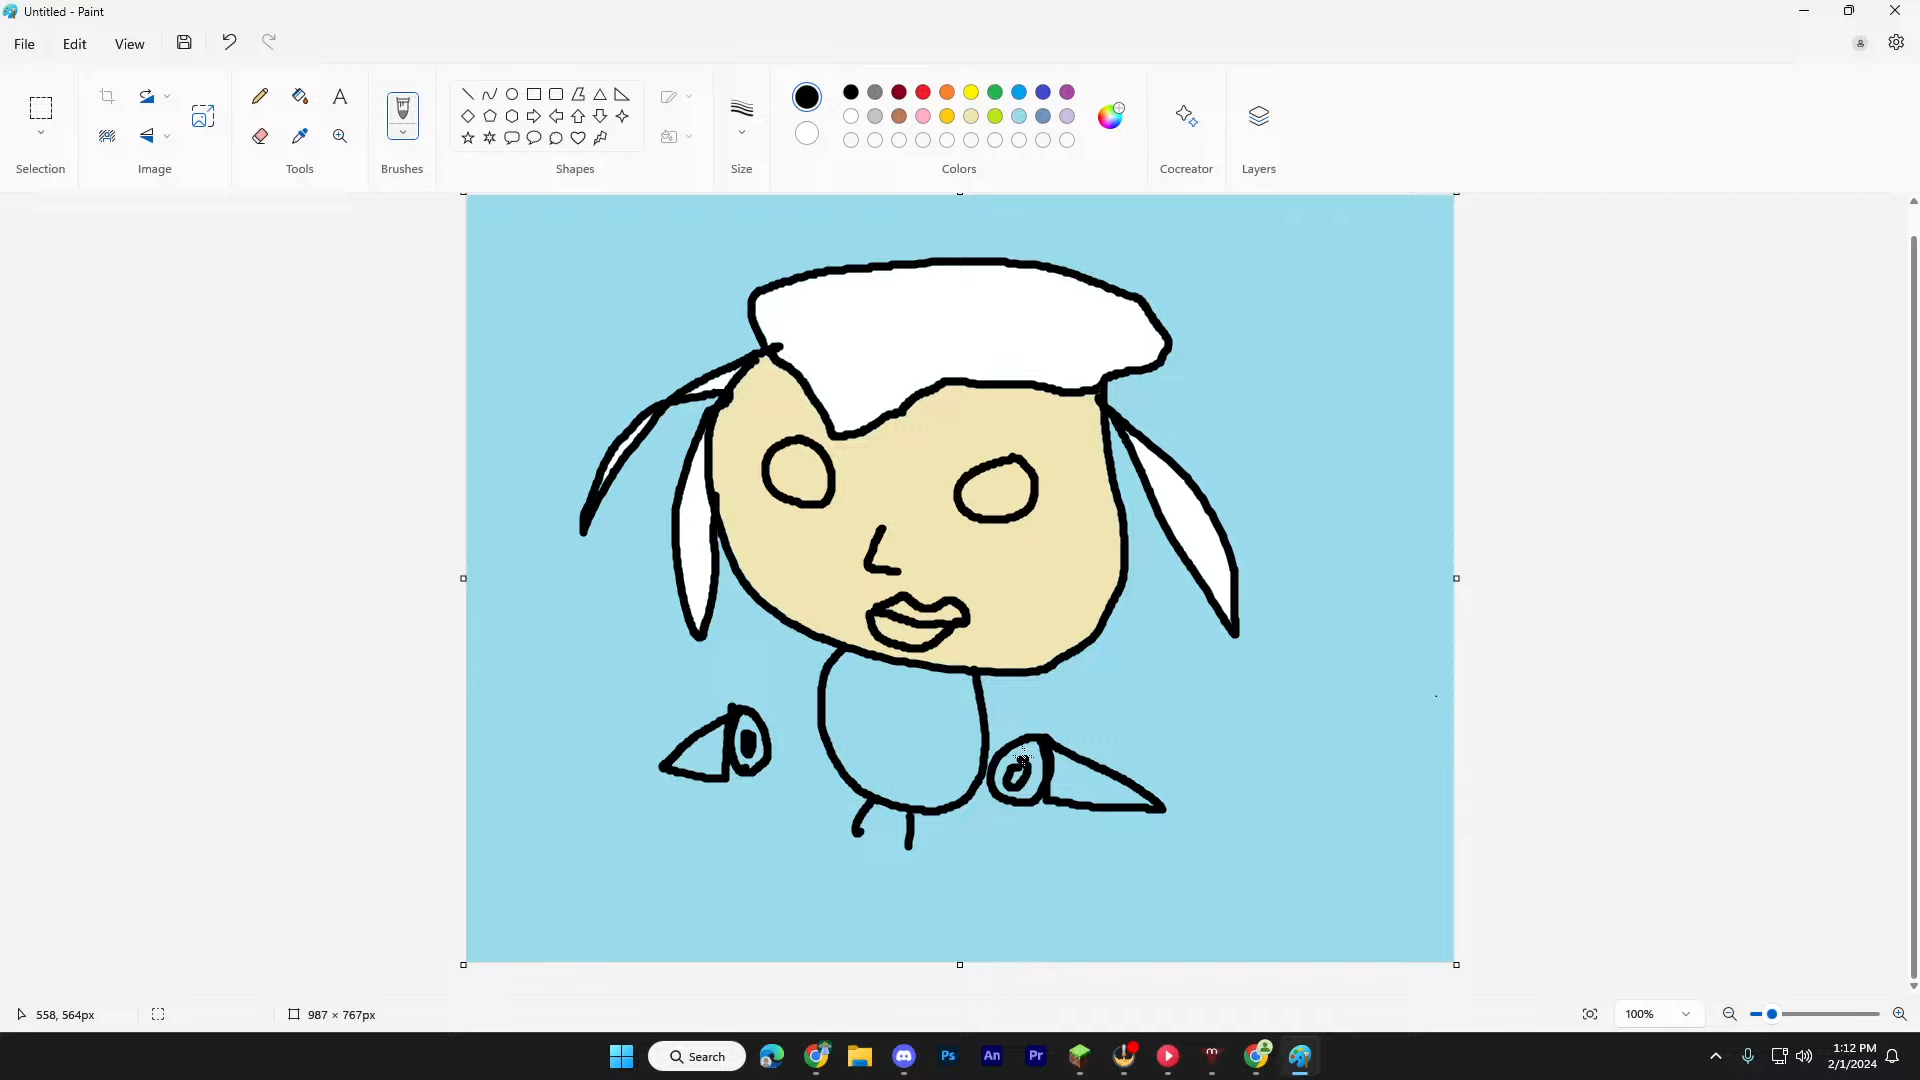 Untitled - Paint
File Edit View
Selection Image Tools Brushes Shapes Size Colors Cocreator Layers
558, 564px 987 × 767px 100%
Search Ps An Pr 1:12 PM
2/1/2024